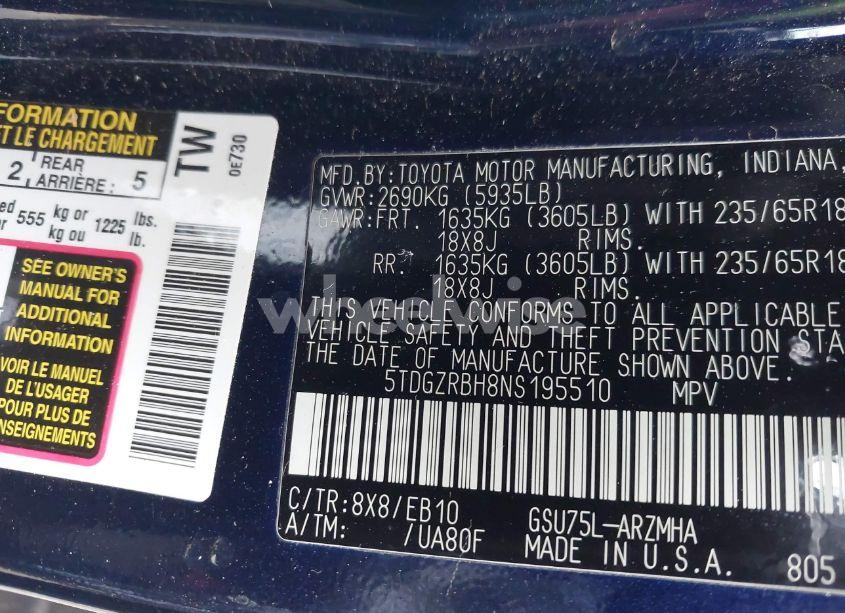 FORMATION
ET LE CHARGEMENT
2 REAR ARRIÈRE: 5
555 kg or kg ou 1225 lbs. lb.
SEE OWNER'S
MANUAL FOR
ADDITIONAL
INFORMATION
VOIR LE MANUEL
DE L'USAGER
POUR PLUS DE
ENSEIGNEMENTS
TW
0E730
MFD.BY:TOYOTA MOTOR MANUFACTURING, INDIANA,
GVWR:2690KG (5935LB)
GAWR:FRT. 1635KG (3605LB) WITH 235/65R18
18X8J RIMS.
RR. 1635KG (3605LB) WITH 235/65R18
18X8J RIMS.
THIS VEHICLE CONFORMS TO ALL APPLICABLE
VEHICLE SAFETY AND THEFT PREVENTION STA
THE DATE OF MANUFACTURE SHOWN ABOVE.
5TDGZRBH8NS195510 MPV
C/TR:8X8/EB10 GSU75L-ARZMHA
A/TM: /UA80F MADE IN U.S.A. 805
wheelwise